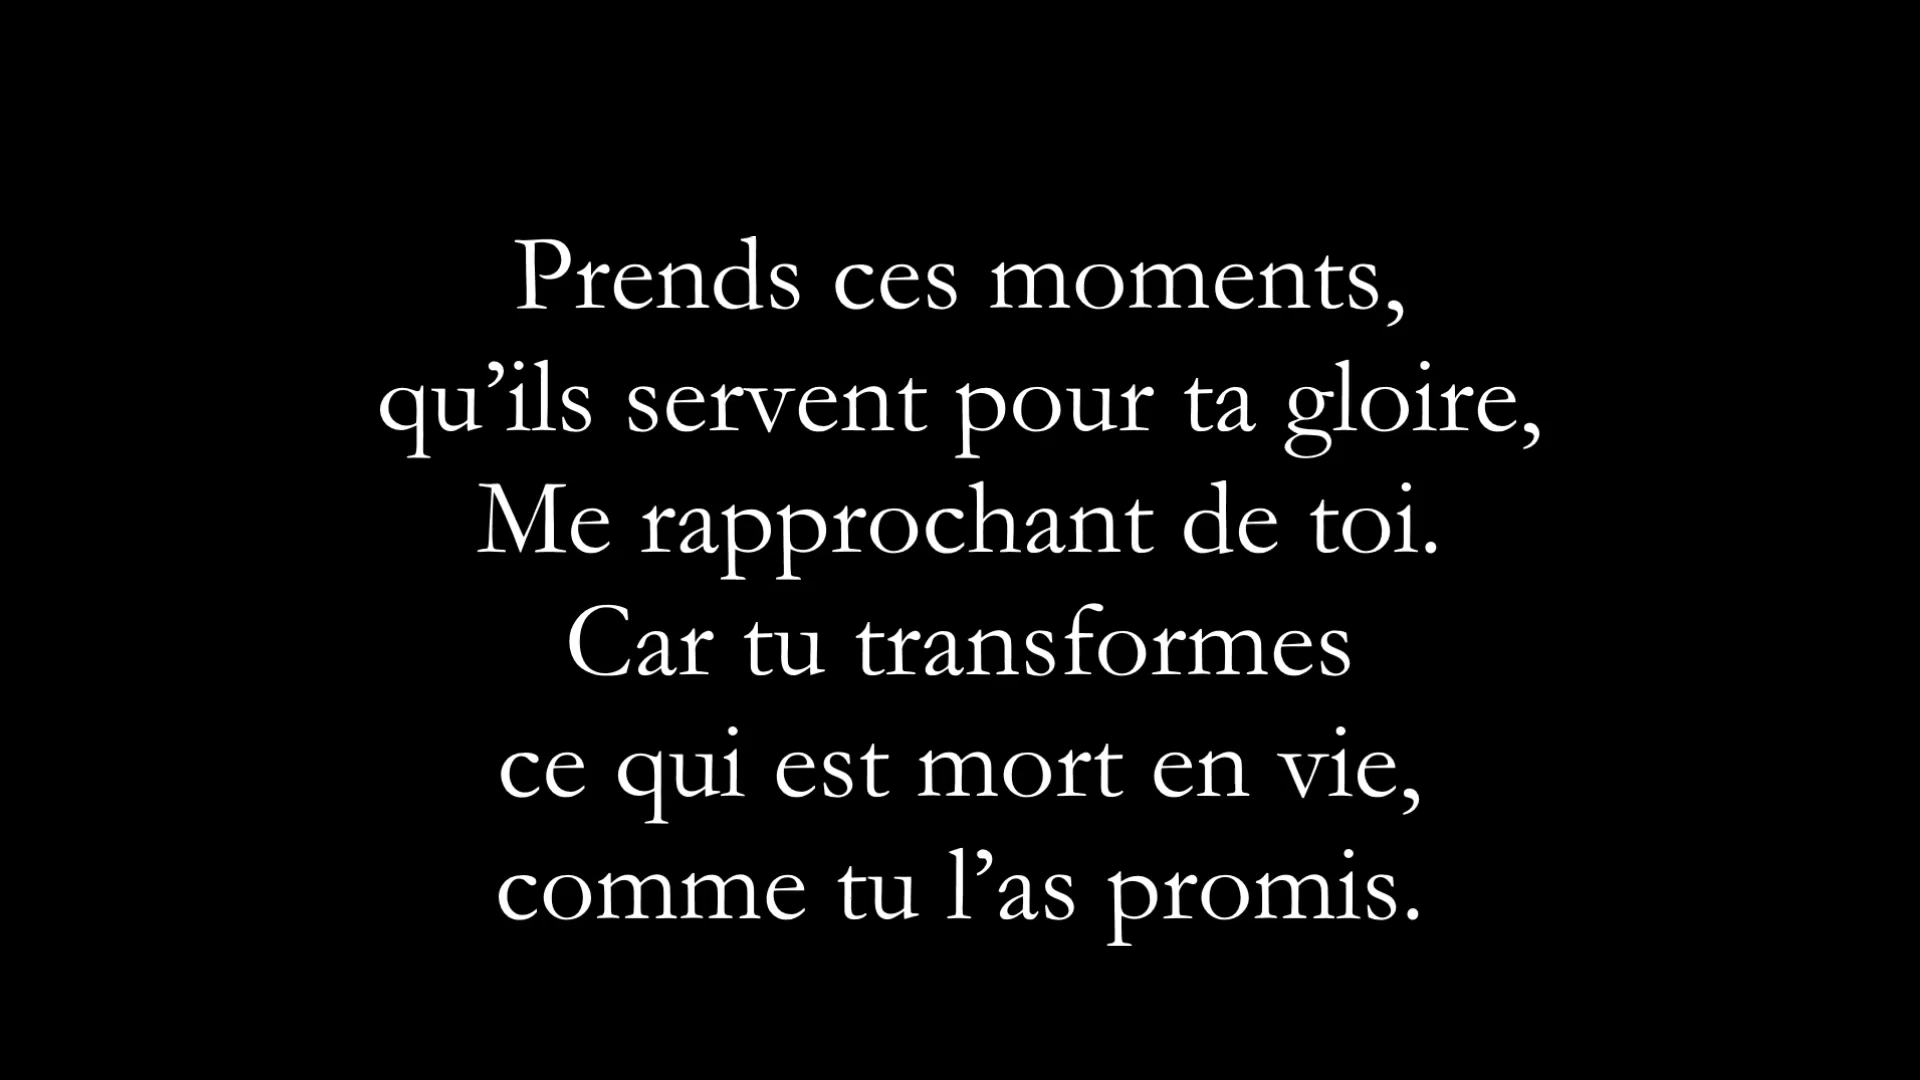 Prends ces moments,
qu’ils servent pour ta gloire,
Me rapprochant de toi.
Car tu transformes
ce qui est mort en vie,
comme tu l’as promis.